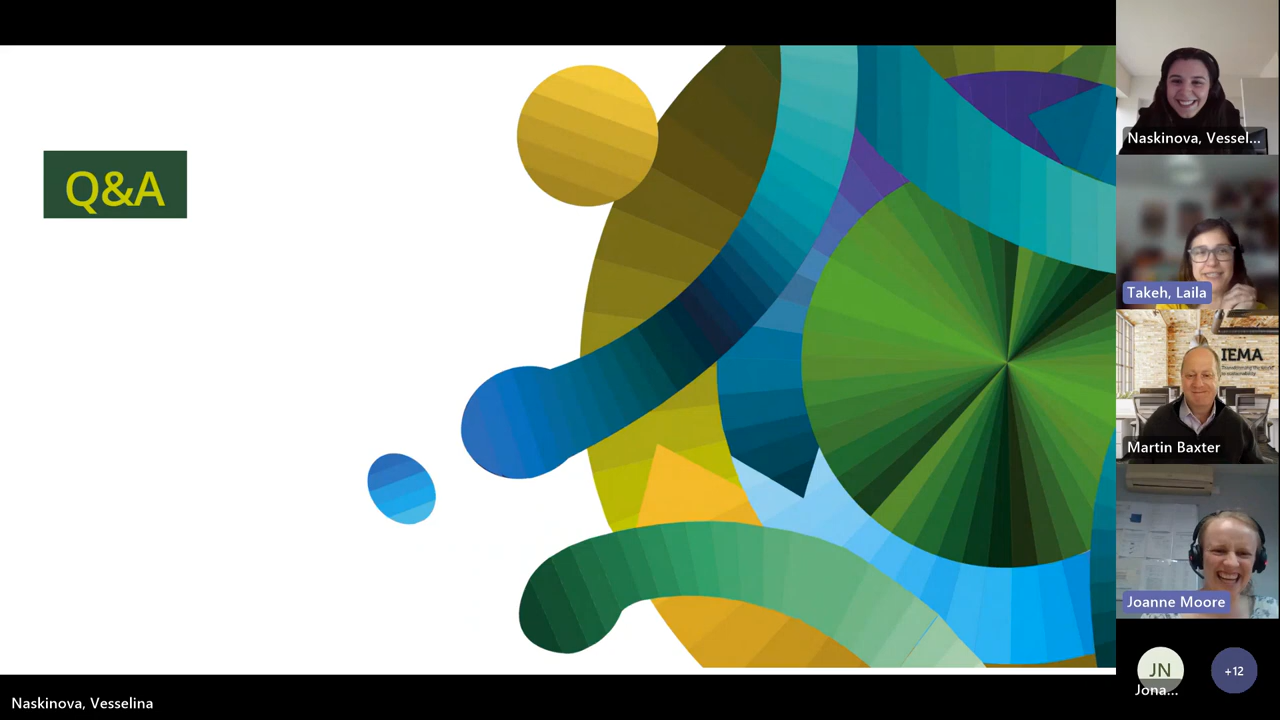 Q&A
Naskinova, Vessel...
Takeh, Laila
IEMA
Martin Baxter
Joanne Moore
JN
Jona...
+12
Naskinova, Vesselina